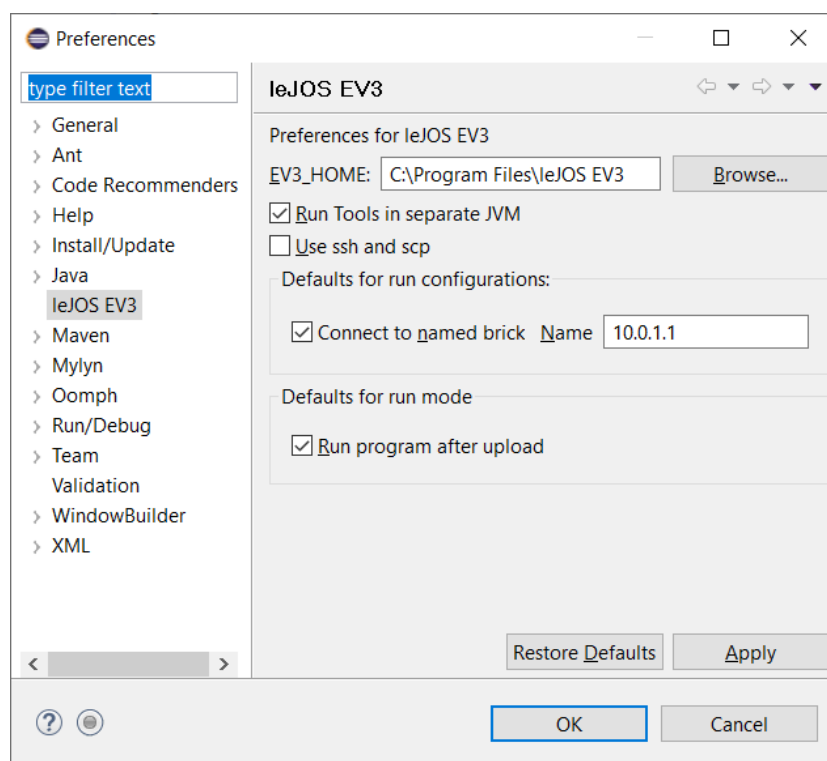 Preferences
type filter text
General
Ant
Code Recommenders
Help
Install/Update
Java
leJOS EV3
Maven
Mylyn
Oomph
Run/Debug
Team
Validation
WindowBuilder
XML
leJOS EV3
Preferences for leJOS EV3
EV3_HOME: C:\Program Files\leJOS EV3 Browse...
Run Tools in separate JVM
Use ssh and scp
Defaults for run configurations:
Connect to named brick Name 10.0.1.1
Defaults for run mode
Run program after upload
Restore Defaults Apply
? OK Cancel